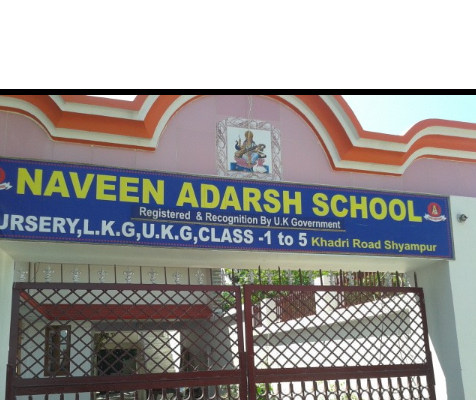 NAVEEN ADARSH SCHOOL
Registered & Recognition By U.K Government
URSERY,L.K.G,U.K.G,CLASS -1 to 5 Khadri Road Shyampur